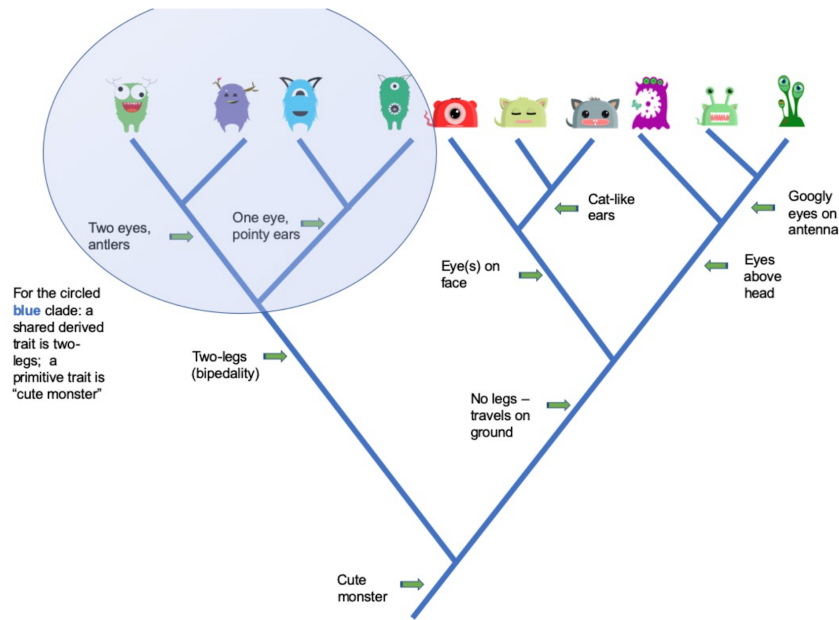 Two eyes,
antlers
One eye,
pointy ears
Cat-like
ears
Googly
eyes on
antenna
Eye(s) on
face
Eyes
above
head
For the circled
blue clade: a
shared derived
trait is two-
legs;  a
primitive trait is
“cute monster”
Two-legs
(bipedality)
No legs –
travels on
ground
Cute
monster